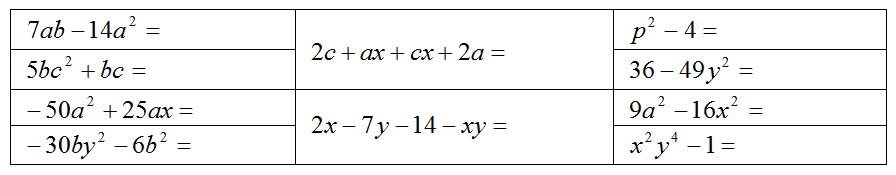 7ab – 14a² =
5bc² + bc =
– 50a² + 25ax =
– 30by² – 6b² =
2c + ax + cx + 2a =
2x – 7y – 14 – xy =
p² – 4 =
36 – 49y² =
9a² – 16x² =
x²y⁴ – 1 =